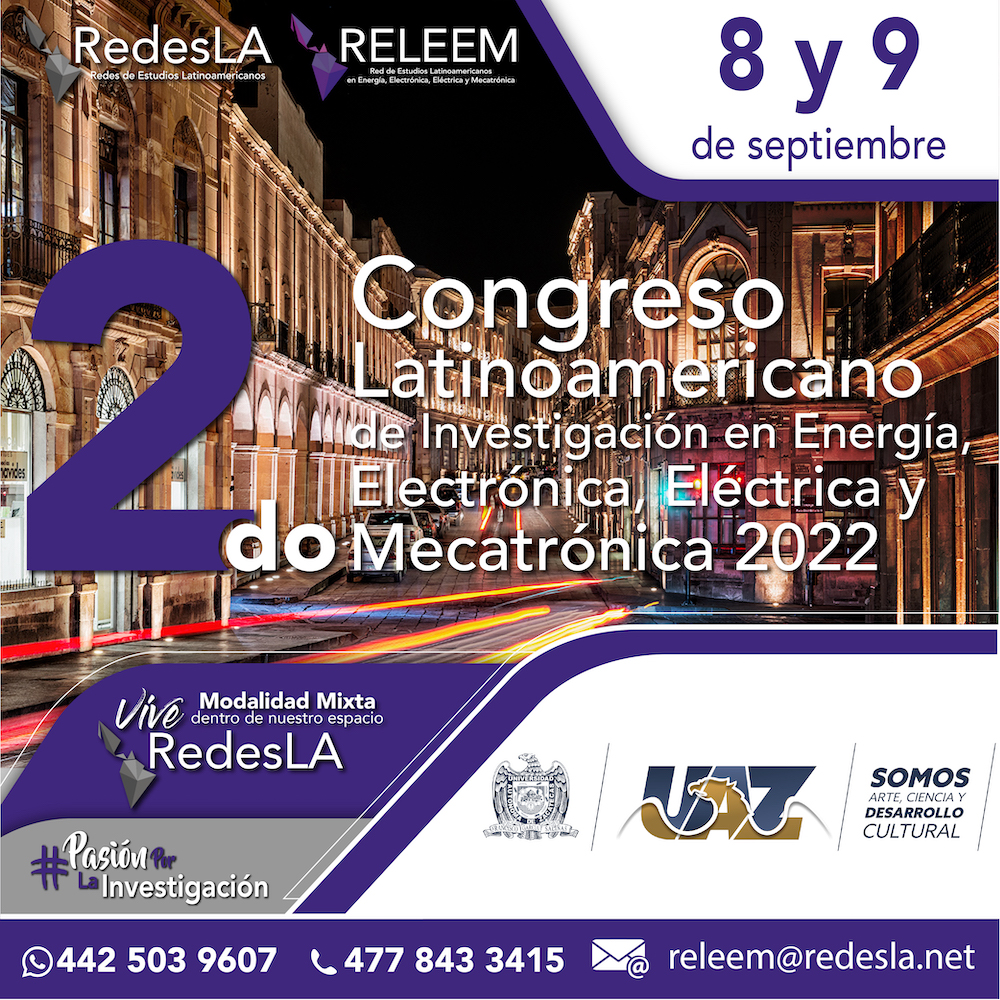 RedesLA
Redes de Estudios Latinoamericanos
RELEEM
Red de Estudios Latinoamericanos
en Energía, Electrónica, Eléctrica y Mecatrónica
8 y 9
de septiembre
2do
Congreso
Latinoamericano
de Investigación en Energía,
Electrónica, Eléctrica y
Mecatrónica 2022
Vive
Modalidad Mixta
dentro de nuestro espacio
RedesLA
#Pasión Por
La Investigación
UNIVERSIDAD
UAZ
SOMOS
ARTE, CIENCIA Y
DESARROLLO
CULTURAL
442 503 9607
477 843 3415
@
releem@redesla.net